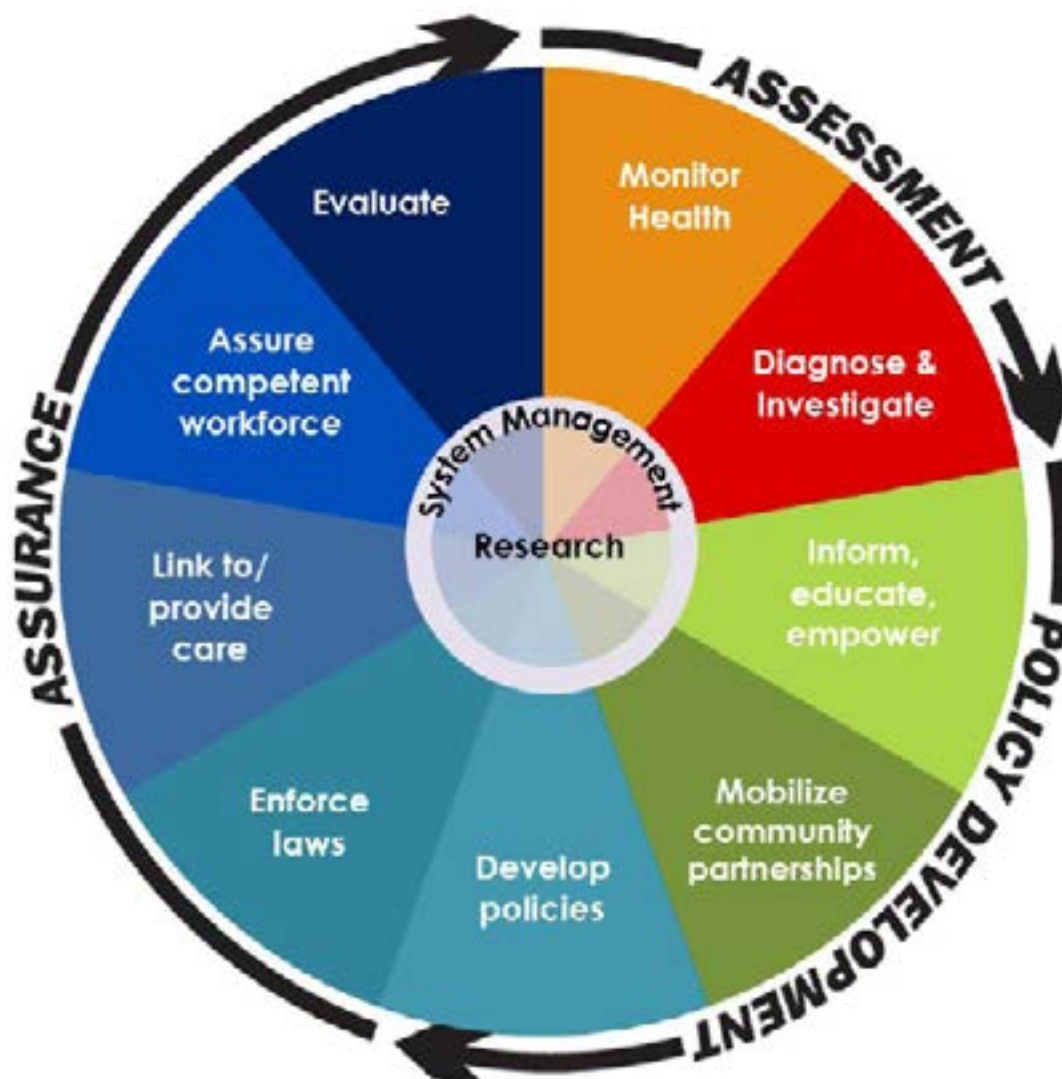 ASSESSMENT
Monitor
Health
Diagnose &
Investigate
POLICY DEVELOPMENT
Inform,
educate,
empower
Mobilize
community
partnerships
Develop
policies
ASSURANCE
Enforce
laws
Link to/
provide
care
Assure
competent
workforce
Evaluate
System Management
Research